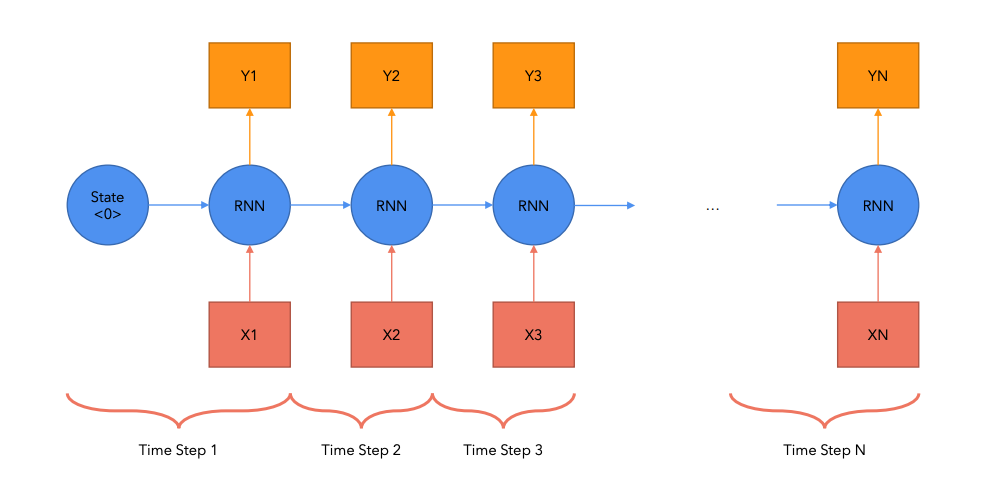 Y1
Y2
Y3
YN
State
<0>
RNN
RNN
RNN
...
RNN
X1
X2
X3
XN
Time Step 1
Time Step 2
Time Step 3
Time Step N